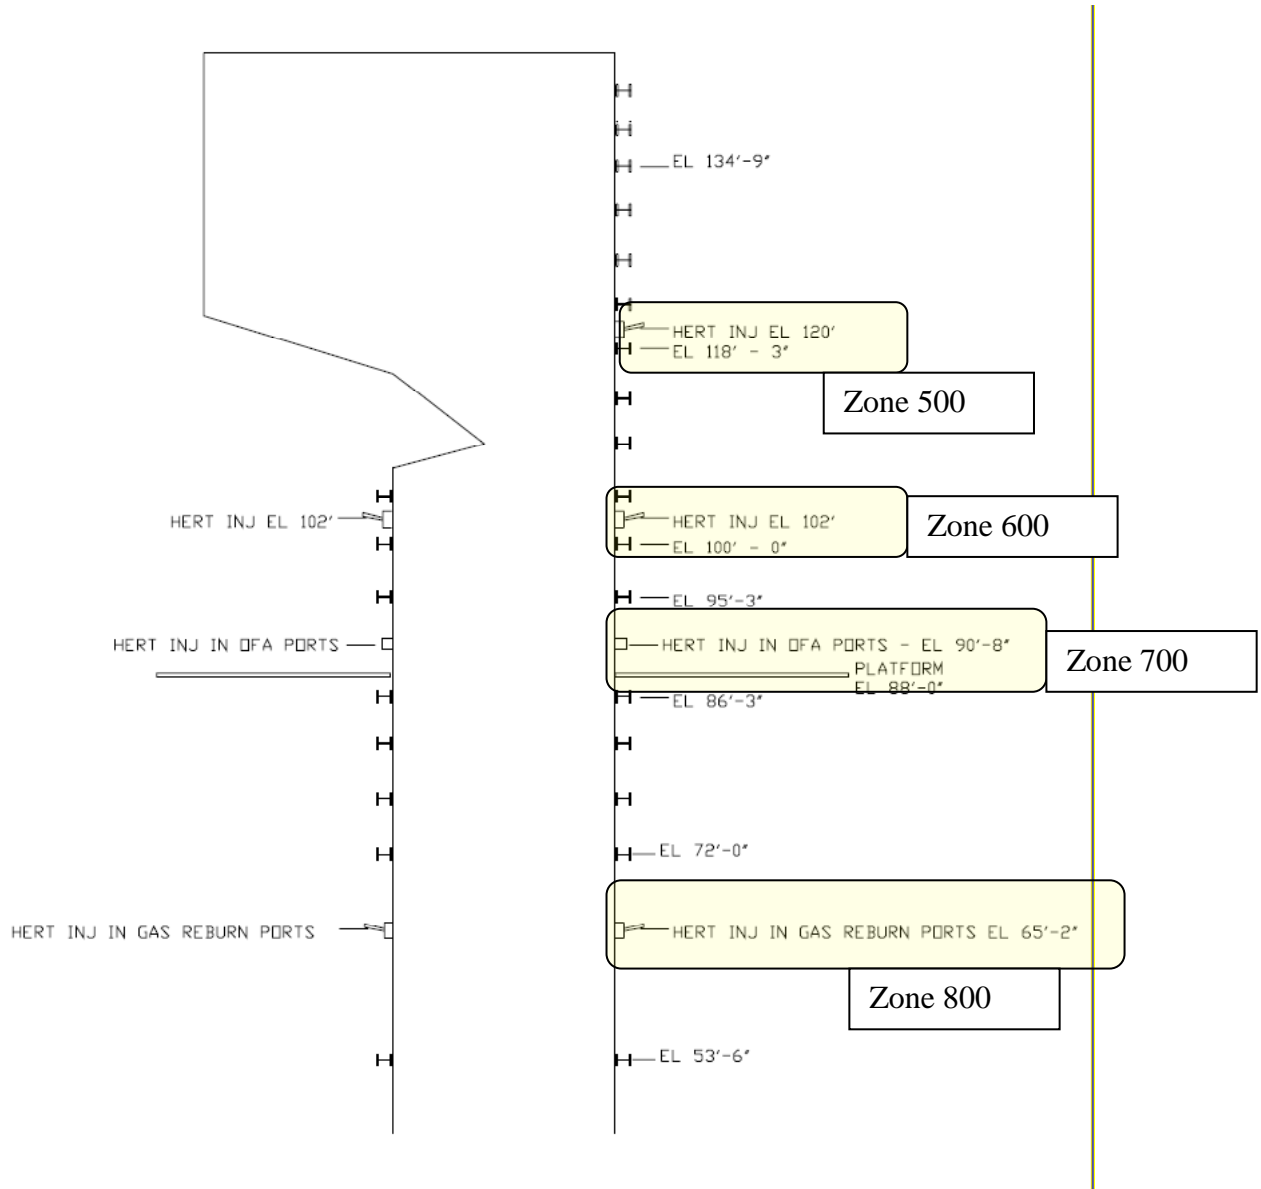 EL 134'-9"
HERT INJ EL 120'
EL 118' - 3"
Zone 500
HERT INJ EL 102'
HERT INJ EL 102'
Zone 600
EL 100' - 0"
EL 95'-3"
HERT INJ IN OFA PORTS
HERT INJ IN OFA PORTS - EL 90'-8"
Zone 700
PLATFORM
EL 88'-0"
EL 86'-3"
EL 72'-0"
HERT INJ IN GAS REBURN PORTS
HERT INJ IN GAS REBURN PORTS EL 65'-2"
Zone 800
EL 53'-6"